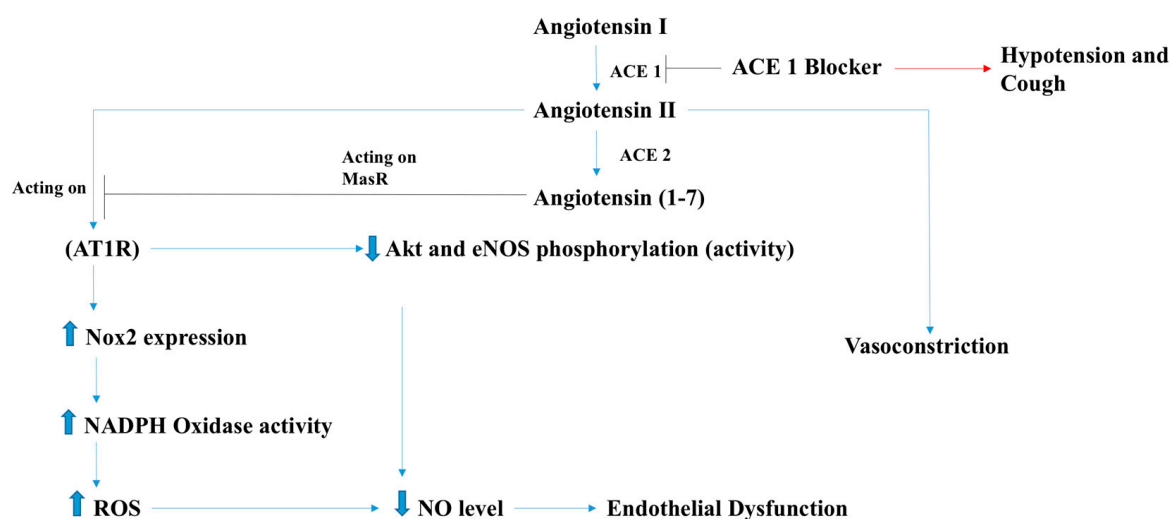 Angiotensin I
ACE 1
ACE 1 Blocker
Hypotension and
Cough
Angiotensin II
ACE 2
Acting on
MasR
Acting on
Angiotensin (1-7)
(AT1R)
Akt and eNOS phosphorylation (activity)
Nox2 expression
Vasoconstriction
NADPH Oxidase activity
ROS
NO level
Endothelial Dysfunction